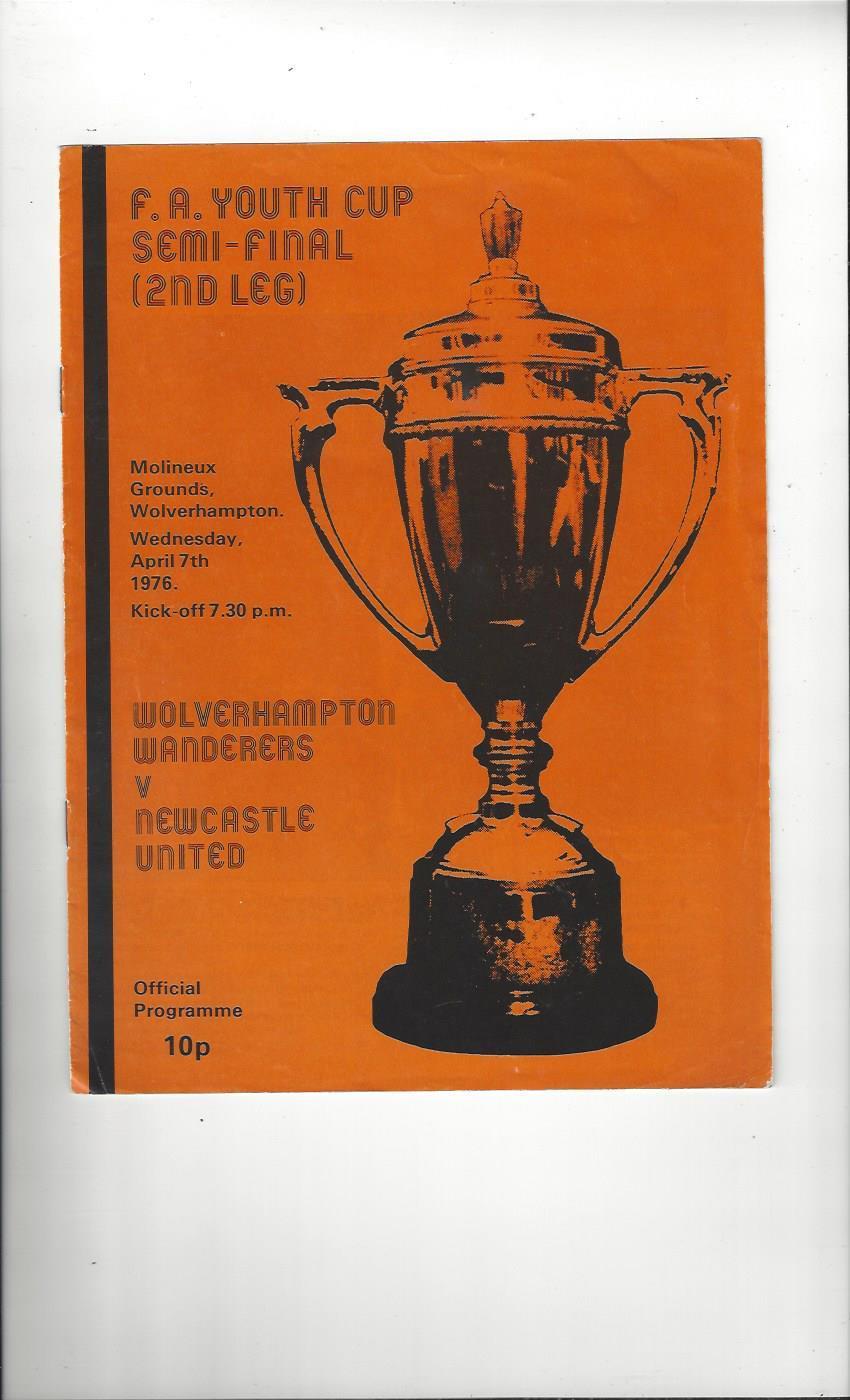 F. A. YOUTH CUP
SEMI-FINAL
(2ND LEG)
Molineux
Grounds,
Wolverhampton.
Wednesday,
April 7th
1976.
Kick-off 7.30 p.m.
WOLVERHAMPTON
WANDERERS
V
NEWCASTLE
UNITED
Official
Programme
10p